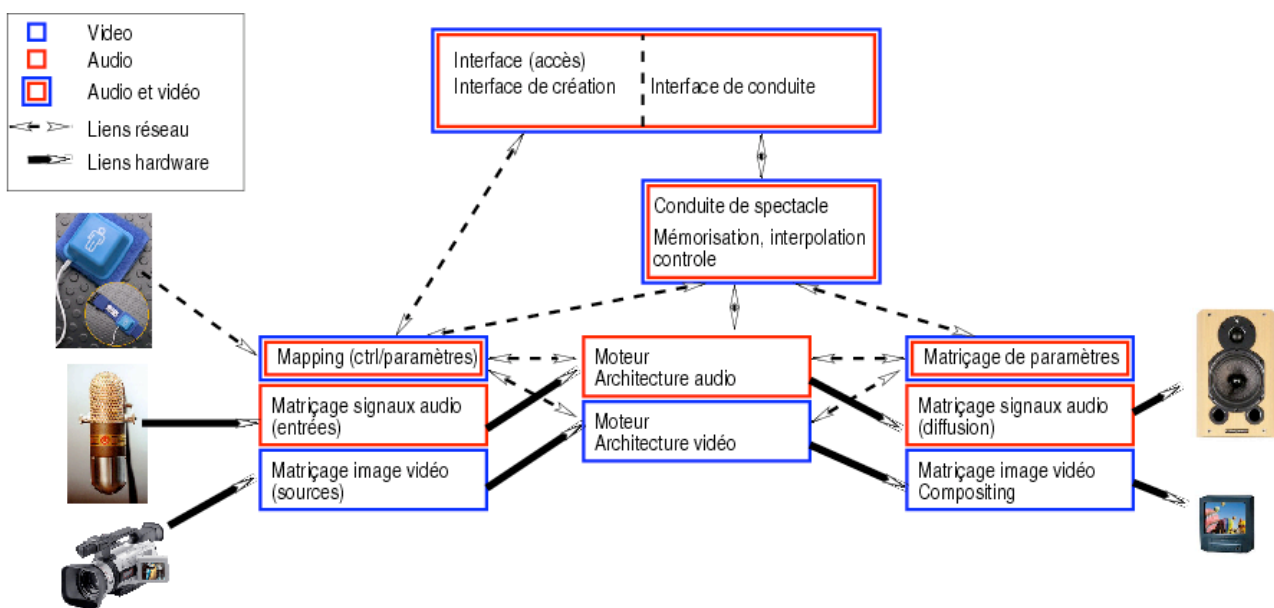 Video
Audio
Audio et vidéo
Liens réseau
Liens hardware
Interface (accès)
Interface de création
Interface de conduite
Conduite de spectacle
Mémorisation, interpolation
controle
Mapping (ctrl/paramètres)
Matriçage signaux audio
(entrées)
Matriçage image vidéo
(sources)
Moteur
Architecture audio
Moteur
Architecture vidéo
Matriçage de paramètres
Matriçage signaux audio
(diffusion)
Matriçage image vidéo
Compositing